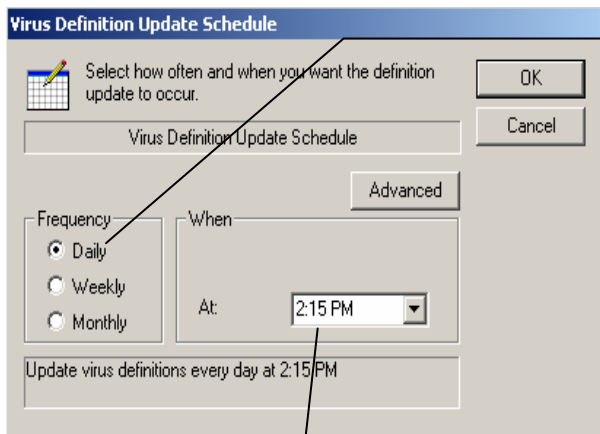 Virus Definition Update Schedule
Select how often and when you want the definition
update to occur.
OK
Cancel
Virus Definition Update Schedule
Advanced
Frequency
Daily
Weekly
Monthly
When
At:
2:15 PM
Update virus definitions every day at 2:15 PM